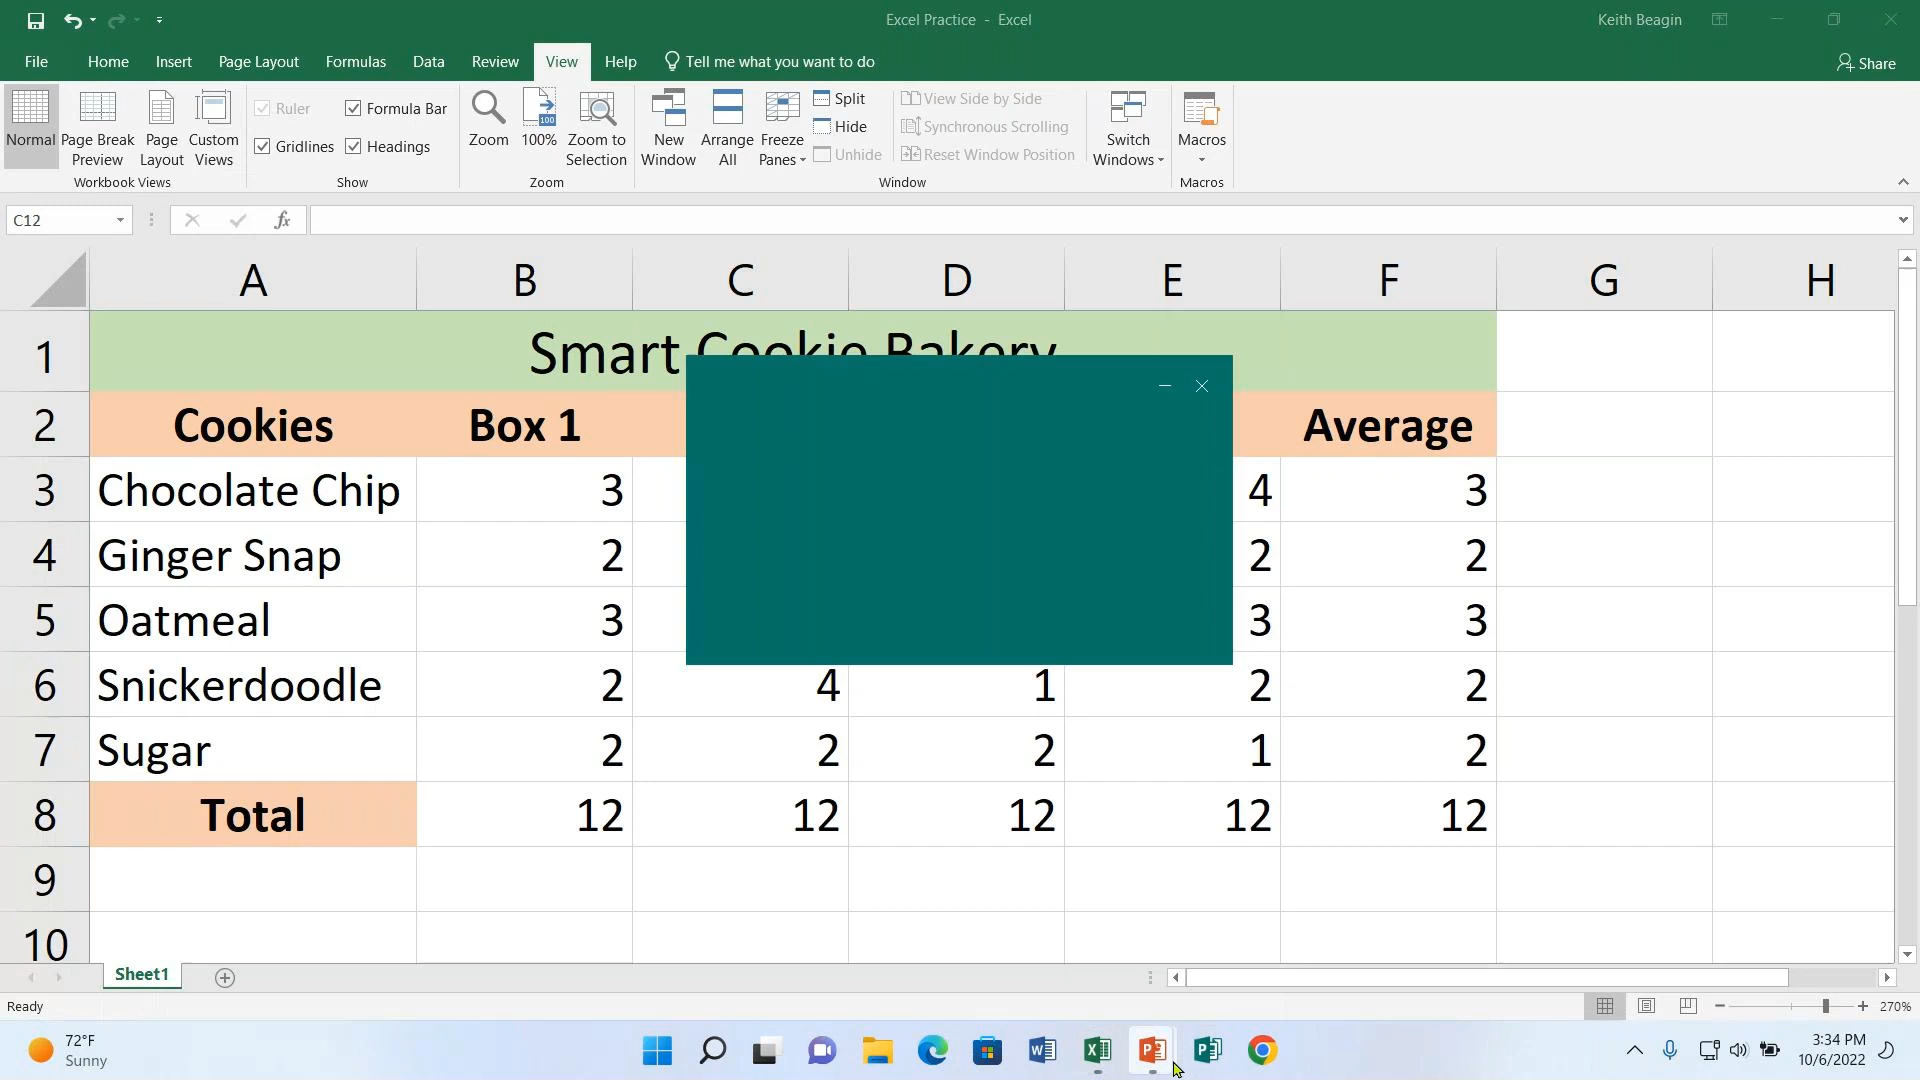 Excel Practice - Excel
Keith Beagin
File Home Insert Page Layout Formulas Data Review View Help Tell me what you want to do Share
Normal
Page Break Preview
Page Layout
Custom Views
Workbook Views
Ruler
Formula Bar
Gridlines
Headings
Show
Zoom
100
100%
Zoom to Selection
Zoom
New Window
Arrange All
Freeze Panes
Split
Hide
Unhide
View Side by Side
Synchronous Scrolling
Reset Window Position
Switch Windows
Window
Macros
Macros
C12
fx
A B C D E F G H
1 Smart Cookie Bakery
2 Cookies Box 1 Average
3 Chocolate Chip 3 4 3
4 Ginger Snap 2 2 2
5 Oatmeal 3 3 3
6 Snickerdoodle 2 4 1 2 2
7 Sugar 2 2 2 1 2
8 Total 12 12 12 12 12
9
10
Sheet1
Ready
270%
72°F
Sunny
3:34 PM
10/6/2022